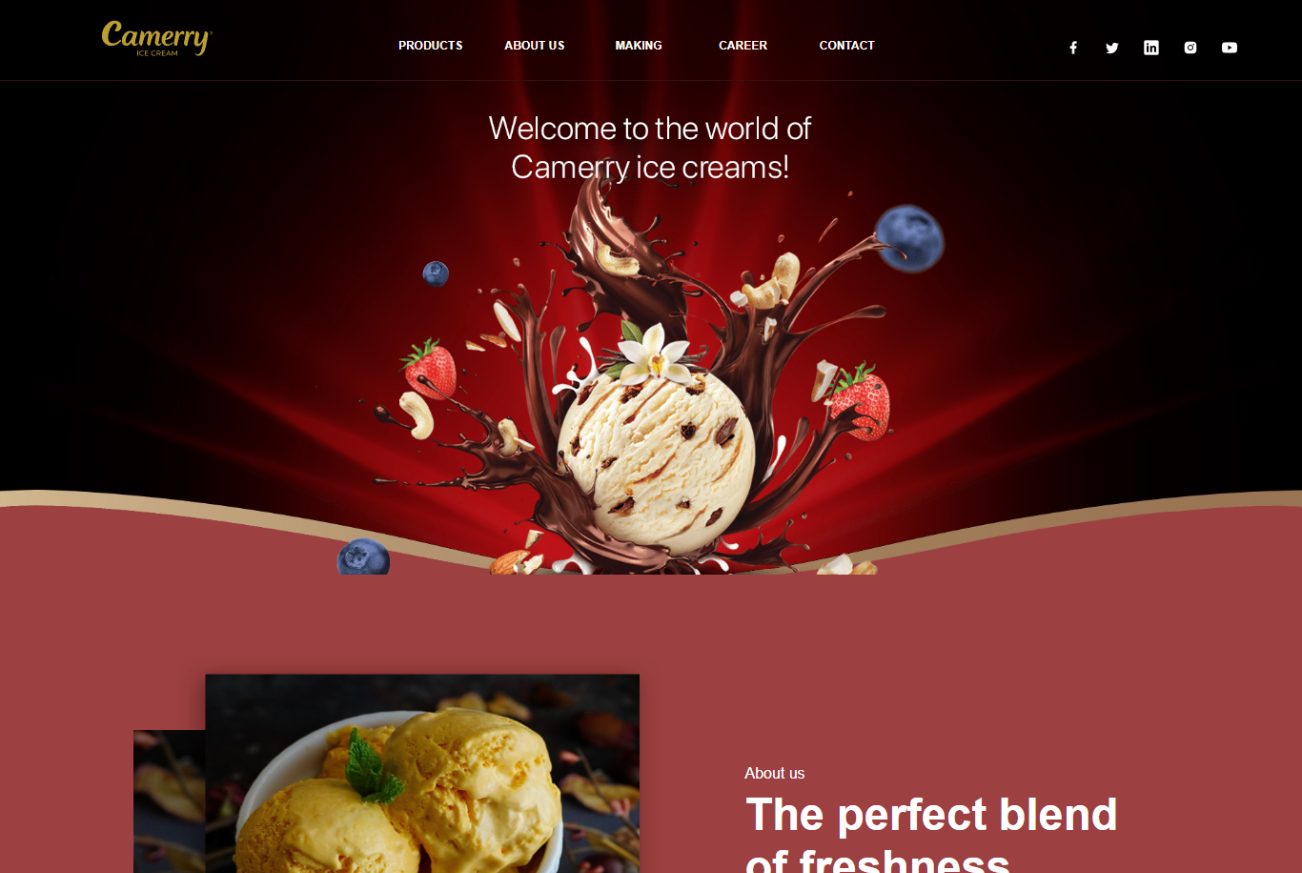 Camerry
ICE CREAM
PRODUCTS
ABOUT US
MAKING
CAREER
CONTACT
Welcome to the world of
Camerry ice creams!
About us
The perfect blend
of freshness